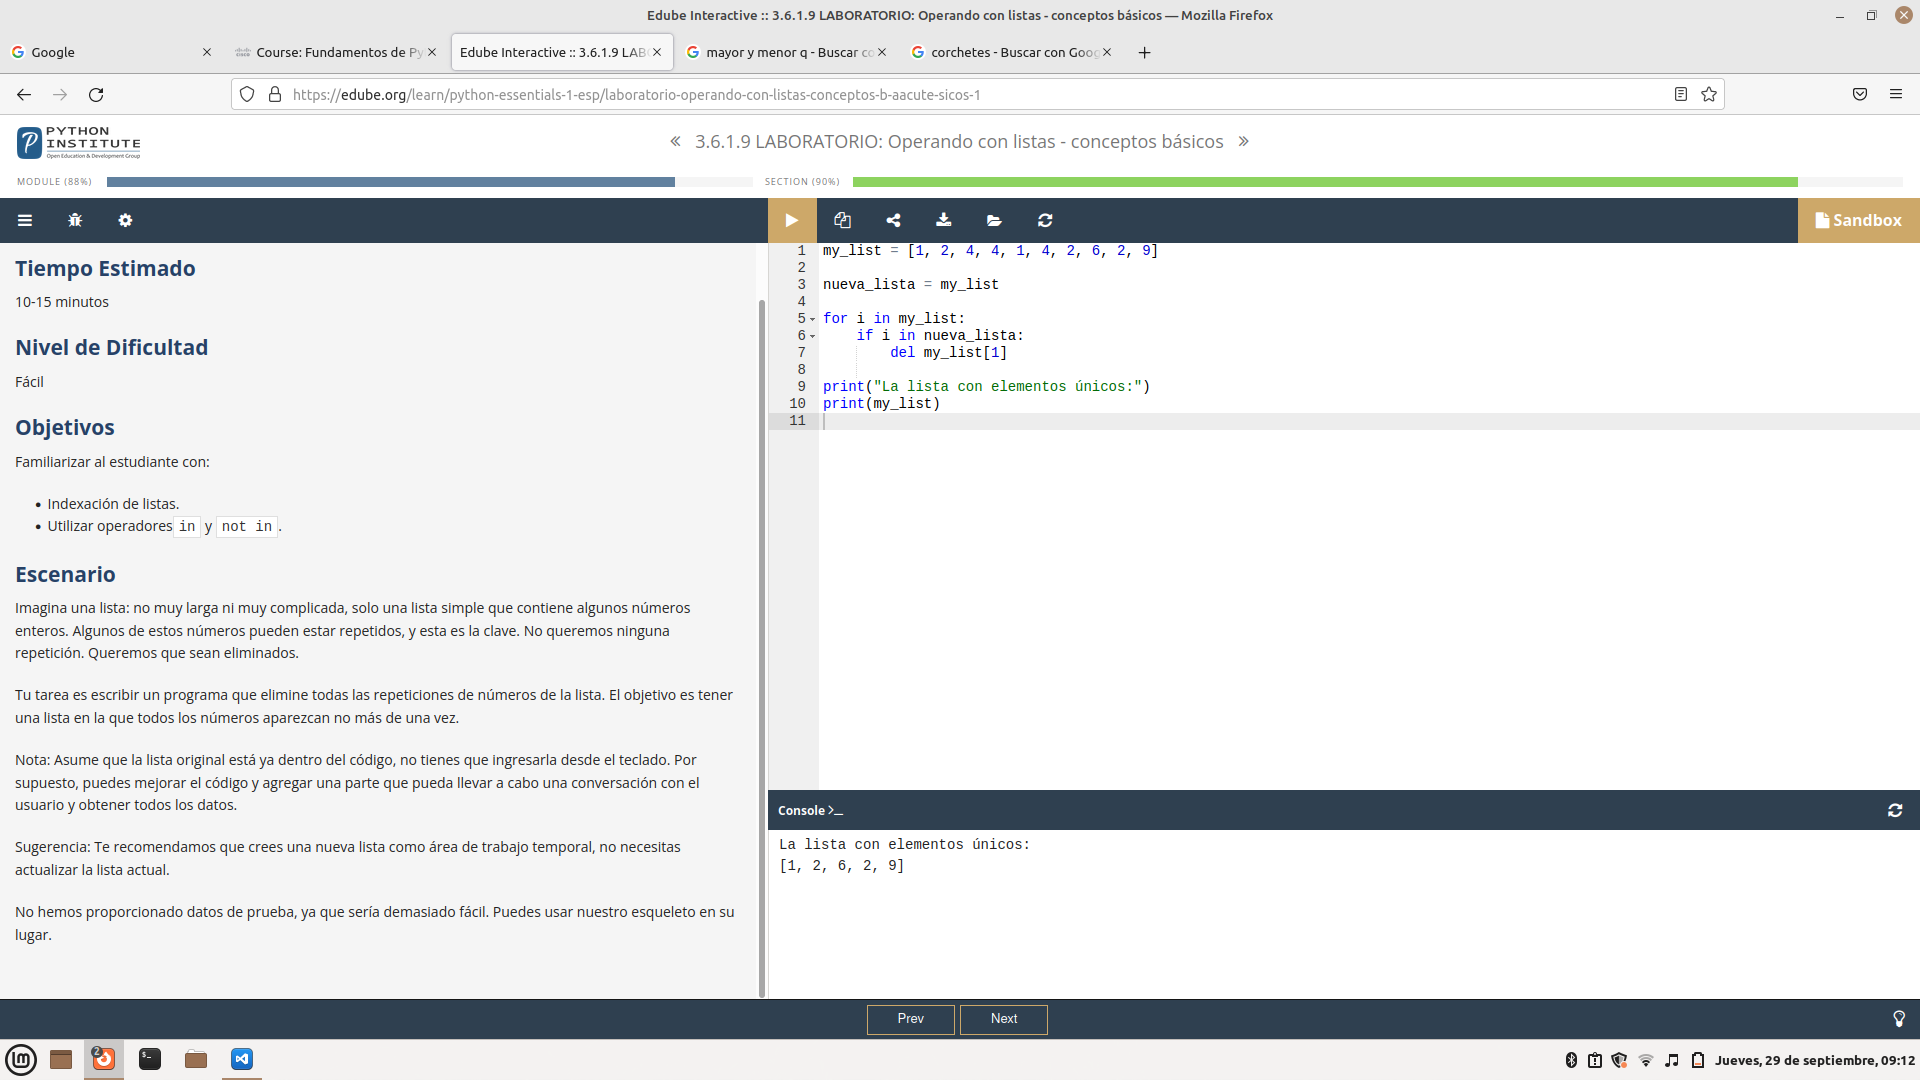 Edube Interactive :: 3.6.1.9 LABORATORIO: Operando con listas - conceptos básicos — Mozilla Firefox
Google
Course: Fundamentos de Py
Edube Interactive :: 3.6.1.9 LAB
mayor y menor q - Buscar co
corchetes - Buscar con Goog
https://edube.org/learn/python-essentials-1-esp/laboratorio-operando-con-listas-conceptos-b-aacute-sicos-1
PYTHON
INSTITUTE
Open Education & Development Group
« 3.6.1.9 LABORATORIO: Operando con listas - conceptos básicos »
MODULE (88%)
SECTION (90%)
Sandbox
Tiempo Estimado
10-15 minutos
Nivel de Dificultad
Fácil
Objetivos
Familiarizar al estudiante con:
• Indexación de listas.
• Utilizar operadores in y not in .
Escenario
Imagina una lista: no muy larga ni muy complicada, solo una lista simple que contiene algunos números
enteros. Algunos de estos números pueden estar repetidos, y esta es la clave. No queremos ninguna
repetición. Queremos que sean eliminados.
Tu tarea es escribir un programa que elimine todas las repeticiones de números de la lista. El objetivo es tener
una lista en la que todos los números aparezcan no más de una vez.
Nota: Asume que la lista original está ya dentro del código, no tienes que ingresarla desde el teclado. Por
supuesto, puedes mejorar el código y agregar una parte que pueda llevar a cabo una conversación con el
usuario y obtener todos los datos.
Sugerencia: Te recomendamos que crees una nueva lista como área de trabajo temporal, no necesitas
actualizar la lista actual.
No hemos proporcionado datos de prueba, ya que sería demasiado fácil. Puedes usar nuestro esqueleto en su
lugar.
1 my_list = [1, 2, 4, 4, 1, 4, 2, 6, 2, 9]
2
3 nueva_lista = my_list
4
5 for i in my_list:
6     if i in nueva_lista:
7         del my_list[1]
8
9 print("La lista con elementos únicos:")
10 print(my_list)
11
Console >_
La lista con elementos únicos:
[1, 2, 6, 2, 9]
Prev
Next
2
Jueves, 29 de septiembre, 09:12